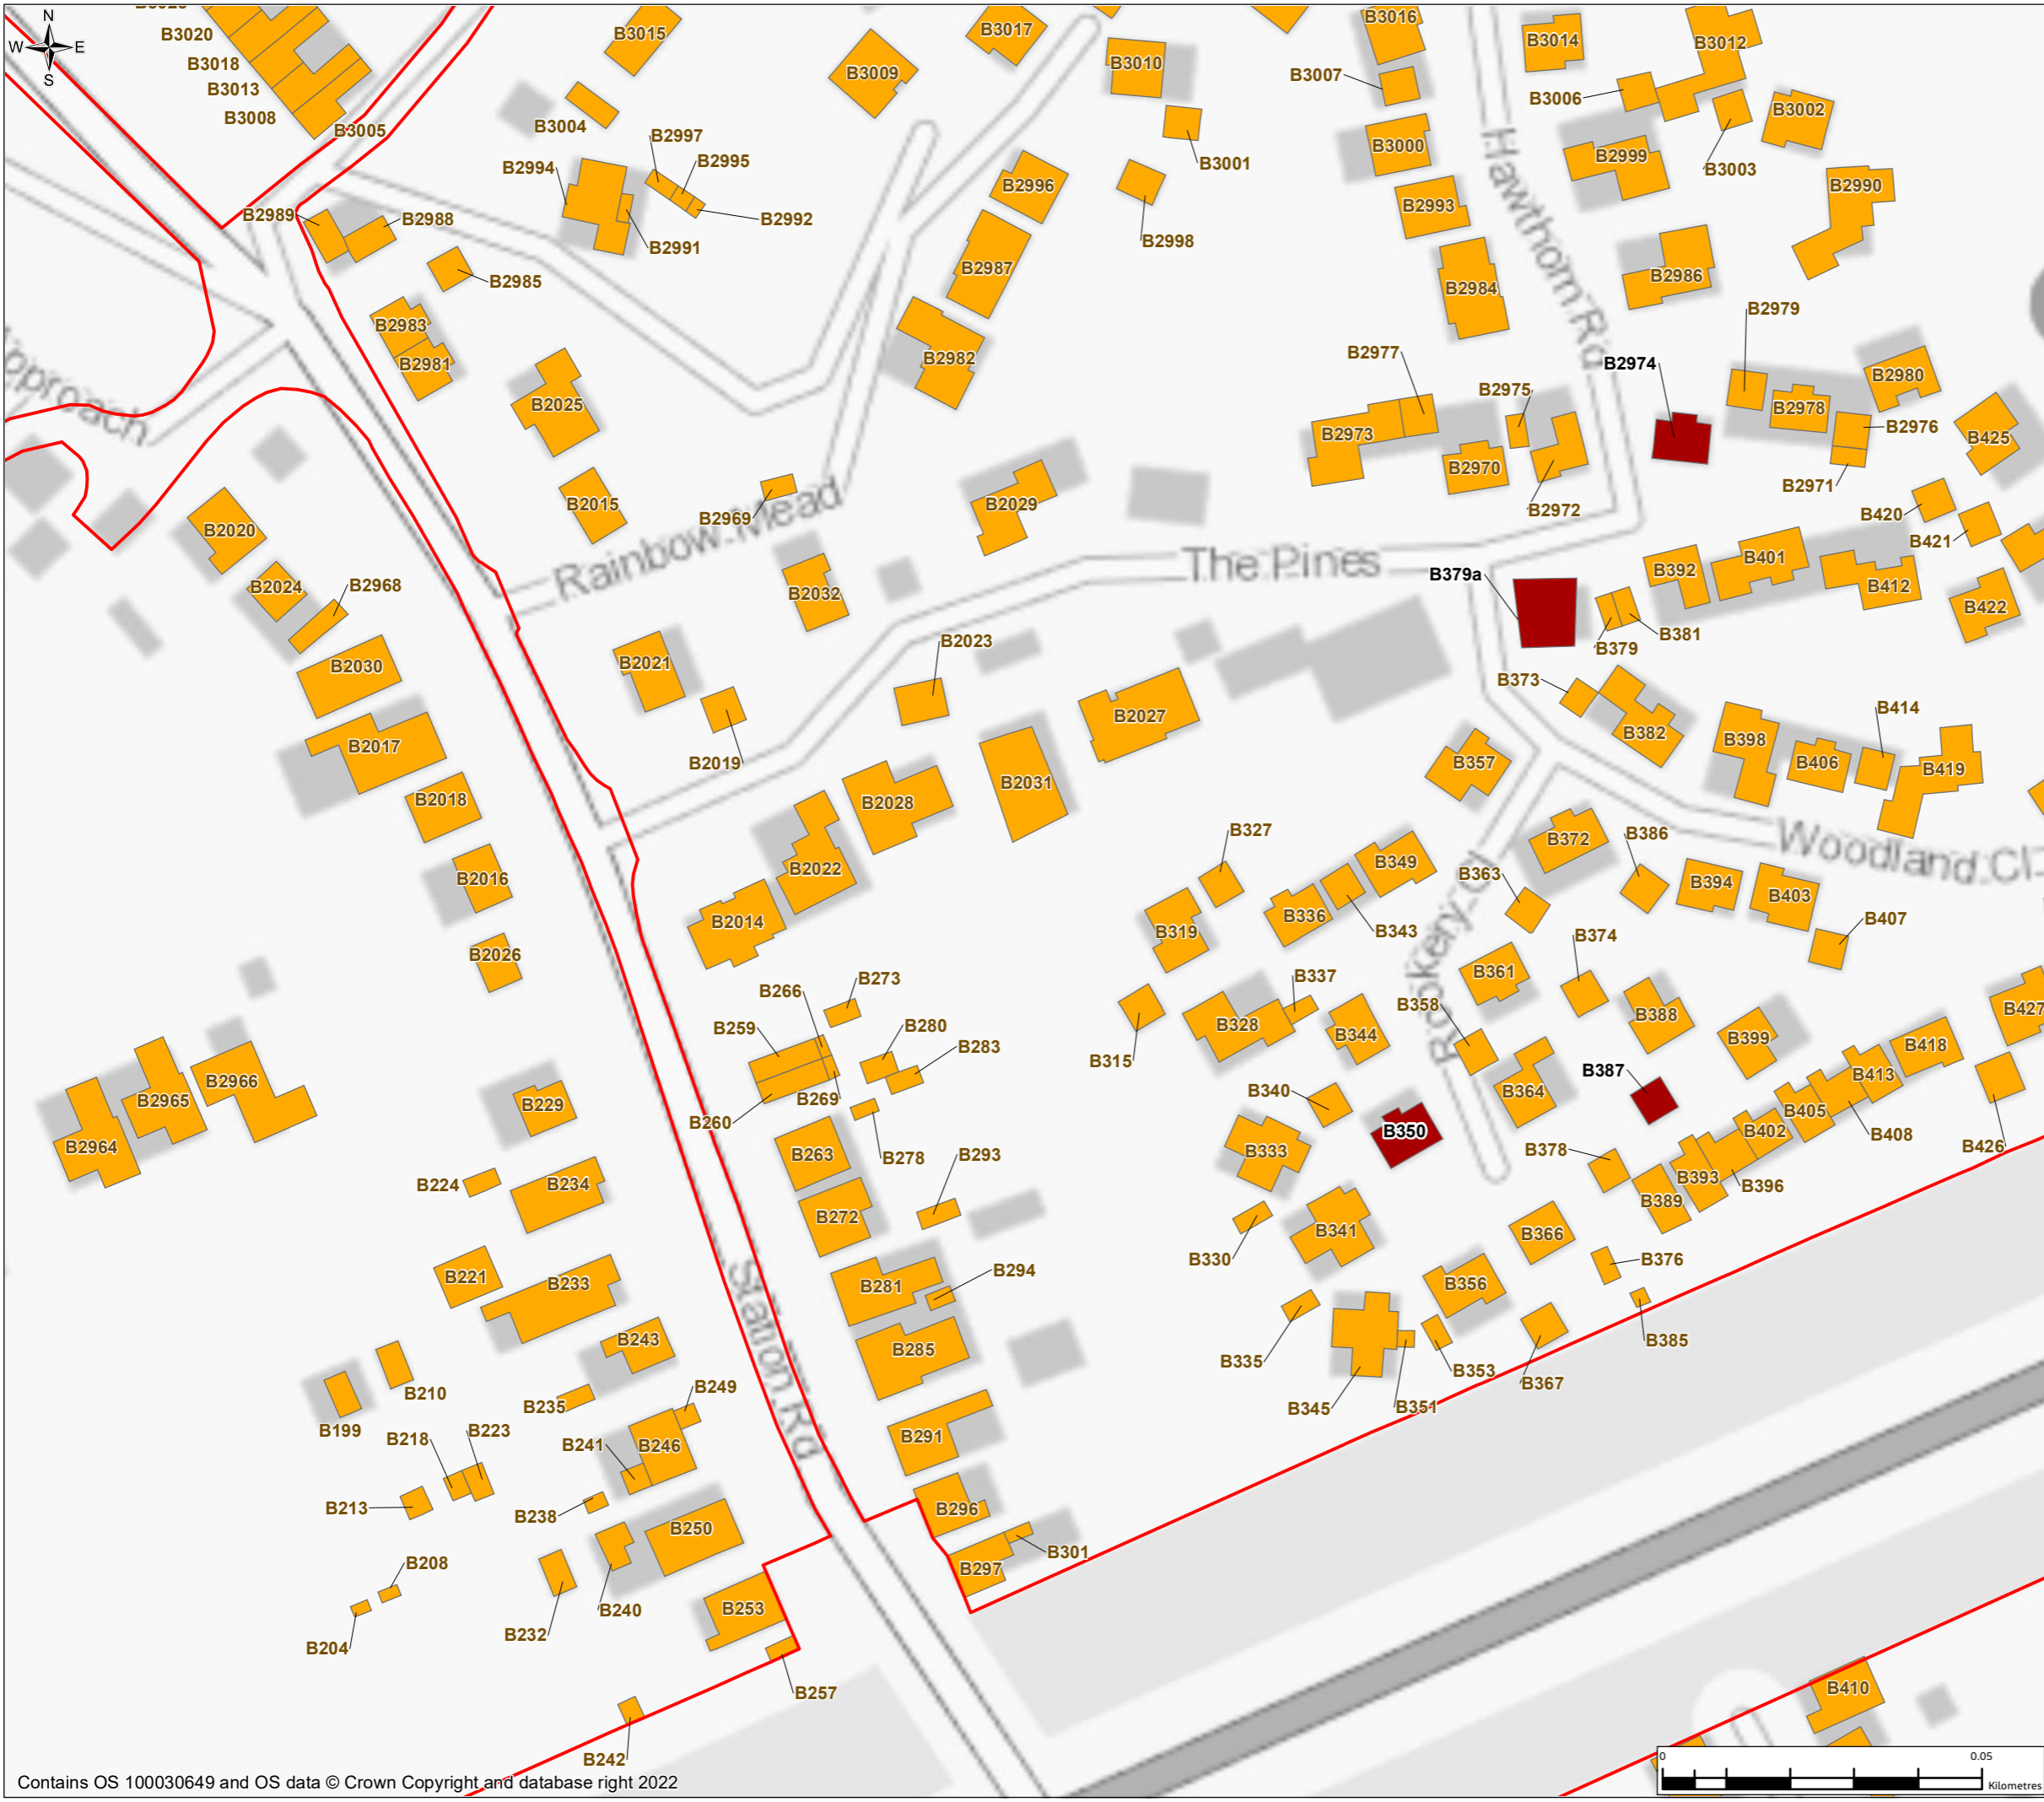 N
W E
S
B3020
B3018
B3013
B3008
B3005
B3015
B3004
B2997
B2995
B2994
B2992
B2991
B3009
B3017
B3010
B3001
B2998
B2996
B2987
B2982
B3016
B3007
B3000
B2993
B2984
B3014
B3012
B3006
B3003
B3002
B2999
B2990
B2986
Hawthorn Rd
B2989
B2988
B2985
B2983
B2981
B2025
B2015
B2969
B2029
B2977
B2975
B2973
B2970
B2972
B2974
B2979
B2978
B2980
B2976
B2971
B425
B420
B421
B2020
B2024
B2968
B2030
B2017
B2018
B2016
B2026
Rainbow Mead
The Pines
B2032
B2021
B2019
B2023
B2027
B2031
B2028
B2022
B2014
B379a
B379
B381
B392
B401
B412
B422
B373
B382
B398
B406
B414
B419
B357
B372
B386
B363
B394
B403
B407
Woodland Cl
Rookery Rd
B327
B319
B336
B343
B349
B315
B328
B337
B344
B358
B361
B374
B388
B399
B364
B387
B340
B350
B333
B330
B341
B378
B389
B393
B396
B402
B405
B408
B413
B418
B427
B426
B366
B376
B356
B385
B335
B345
B351
B353
B367
B273
B266
B259
B280
B283
B269
B260
B278
B263
B293
B272
B281
B294
B285
B291
B296
B301
B297
Station Rd
B2964
B2965
B2966
B229
B224
B234
B221
B233
B243
B210
B199
B235
B249
B218
B223
B241
B246
B213
B238
B250
B208
B204
B232
B240
B253
B257
B242
B410
Contains OS 100030649 and OS data © Crown Copyright and database right 2022
0 0.05
Kilometres